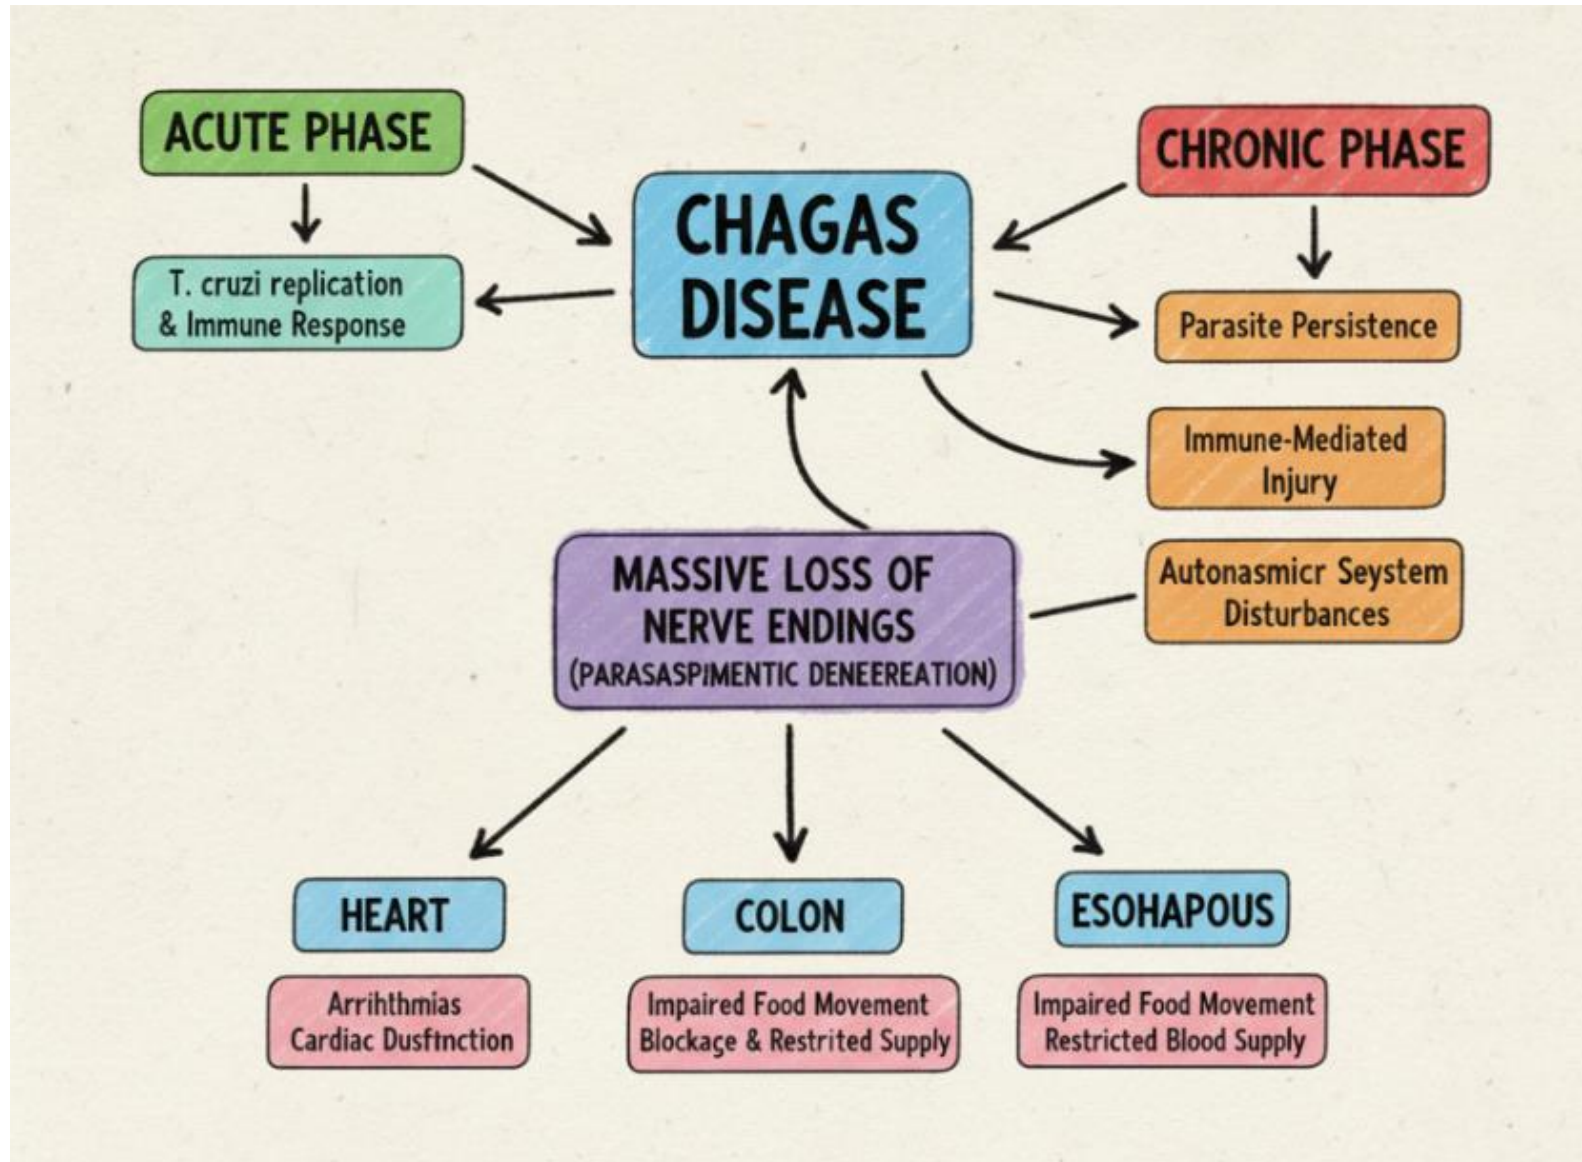 ACUTE PHASE
T. cruzi replication
& Immune Response
CHAGAS
DISEASE
CHRONIC PHASE
Parasite Persistence
Immune-Mediated
Injury
Autonasmicr Seystem
Disturbances
MASSIVE LOSS OF
NERVE ENDINGS
(PARASASPIMENTIC DENEEREATION)
HEART
Arrihthmias
Cardiac Dusftnction
COLON
Impaired Food Movement
Blockage & Restrited Supply
ESOHAPOUS
Impaired Food Movement
Restricted Blood Supply